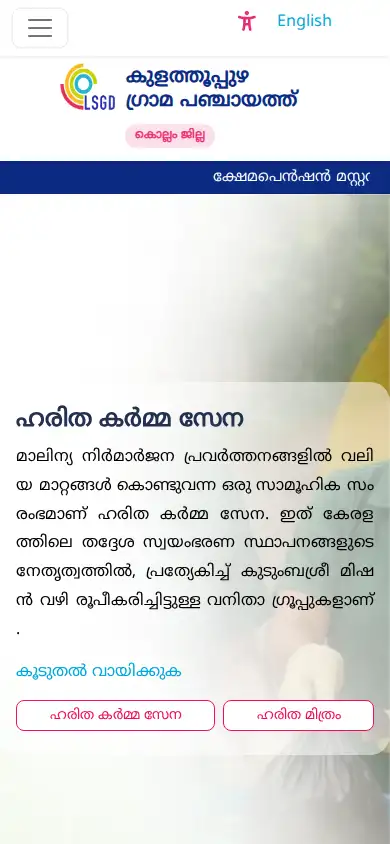 English
കുളത്തൂപ്പുഴ
ഗ്രാമ പഞ്ചായത്ത്
LSGD
കൊല്ലം ജില്ല
ക്ഷേമപെൻഷൻ
ഹരിത കർമ്മ സേന
മാലിന്യ നിർമാർജന പ്രവർത്തനങ്ങളിൽ വലി
യ മാറ്റങ്ങൾ കൊണ്ടുവന്ന ഒരു സാമൂഹിക സം
രംഭമാണ് ഹരിത കർമ്മ സേന. ഇത് കേരള
ത്തിലെ തദ്ദേശ സ്വയംഭരണ സ്ഥാപനങ്ങളുടെ
നേതൃത്വത്തിൽ, പ്രത്യേകിച്ച് കുടുംബശ്രീ മിഷ
ൻ വഴി രൂപീകരിച്ചിട്ടുള്ള വനിതാ ഗ്രൂപ്പുകളാണ്
.
കൂടുതൽ വായിക്കുക
ഹരിത കർമ്മ സേന
ഹരിത മിത്രം